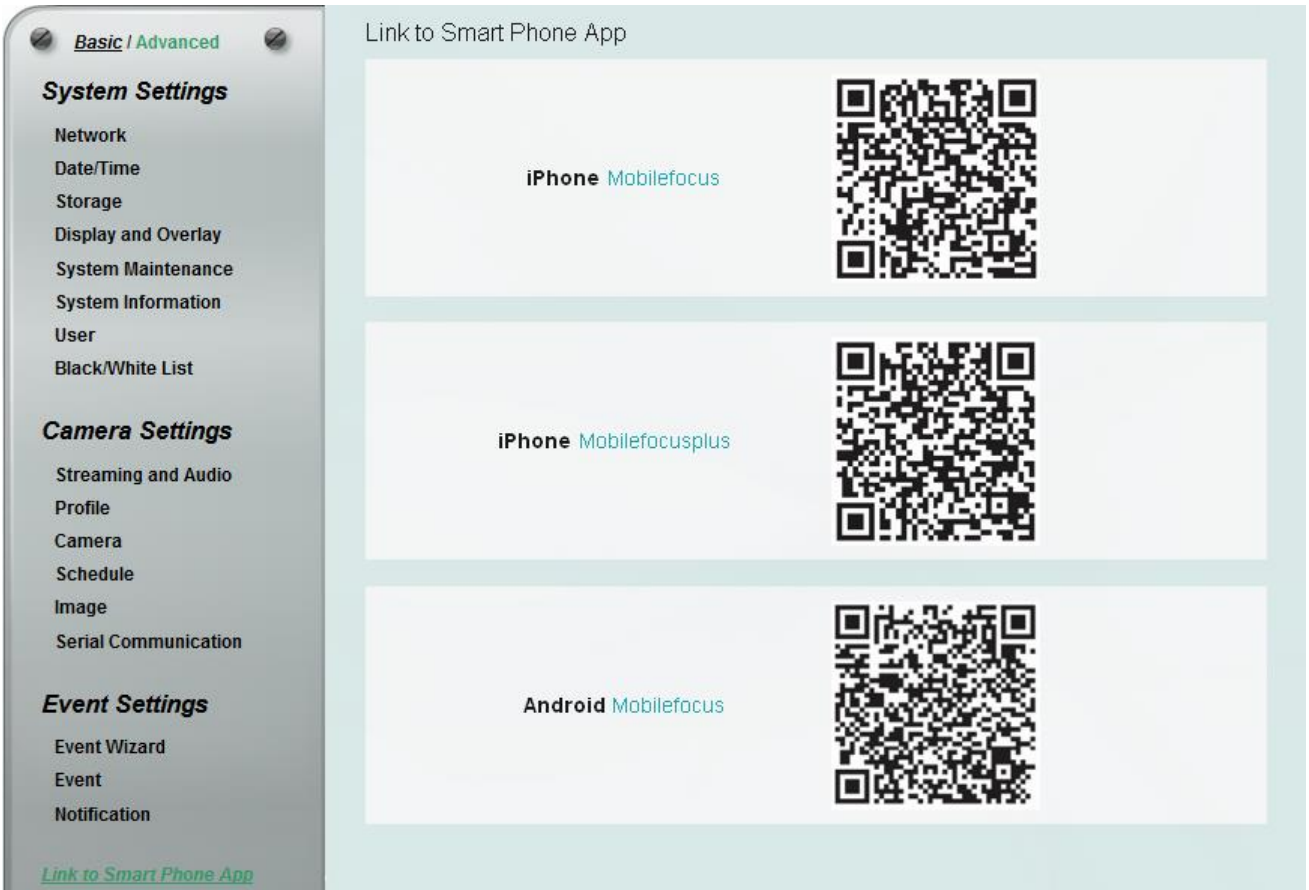 Basic / Advanced
System Settings
Network
Date/Time
Storage
Display and Overlay
System Maintenance
System Information
User
Black/White List
Camera Settings
Streaming and Audio
Profile
Camera
Schedule
Image
Serial Communication
Event Settings
Event Wizard
Event
Notification
Link to Smart Phone App
Link to Smart Phone App
iPhone Mobilefocus
iPhone Mobilefocusplus
Android Mobilefocus